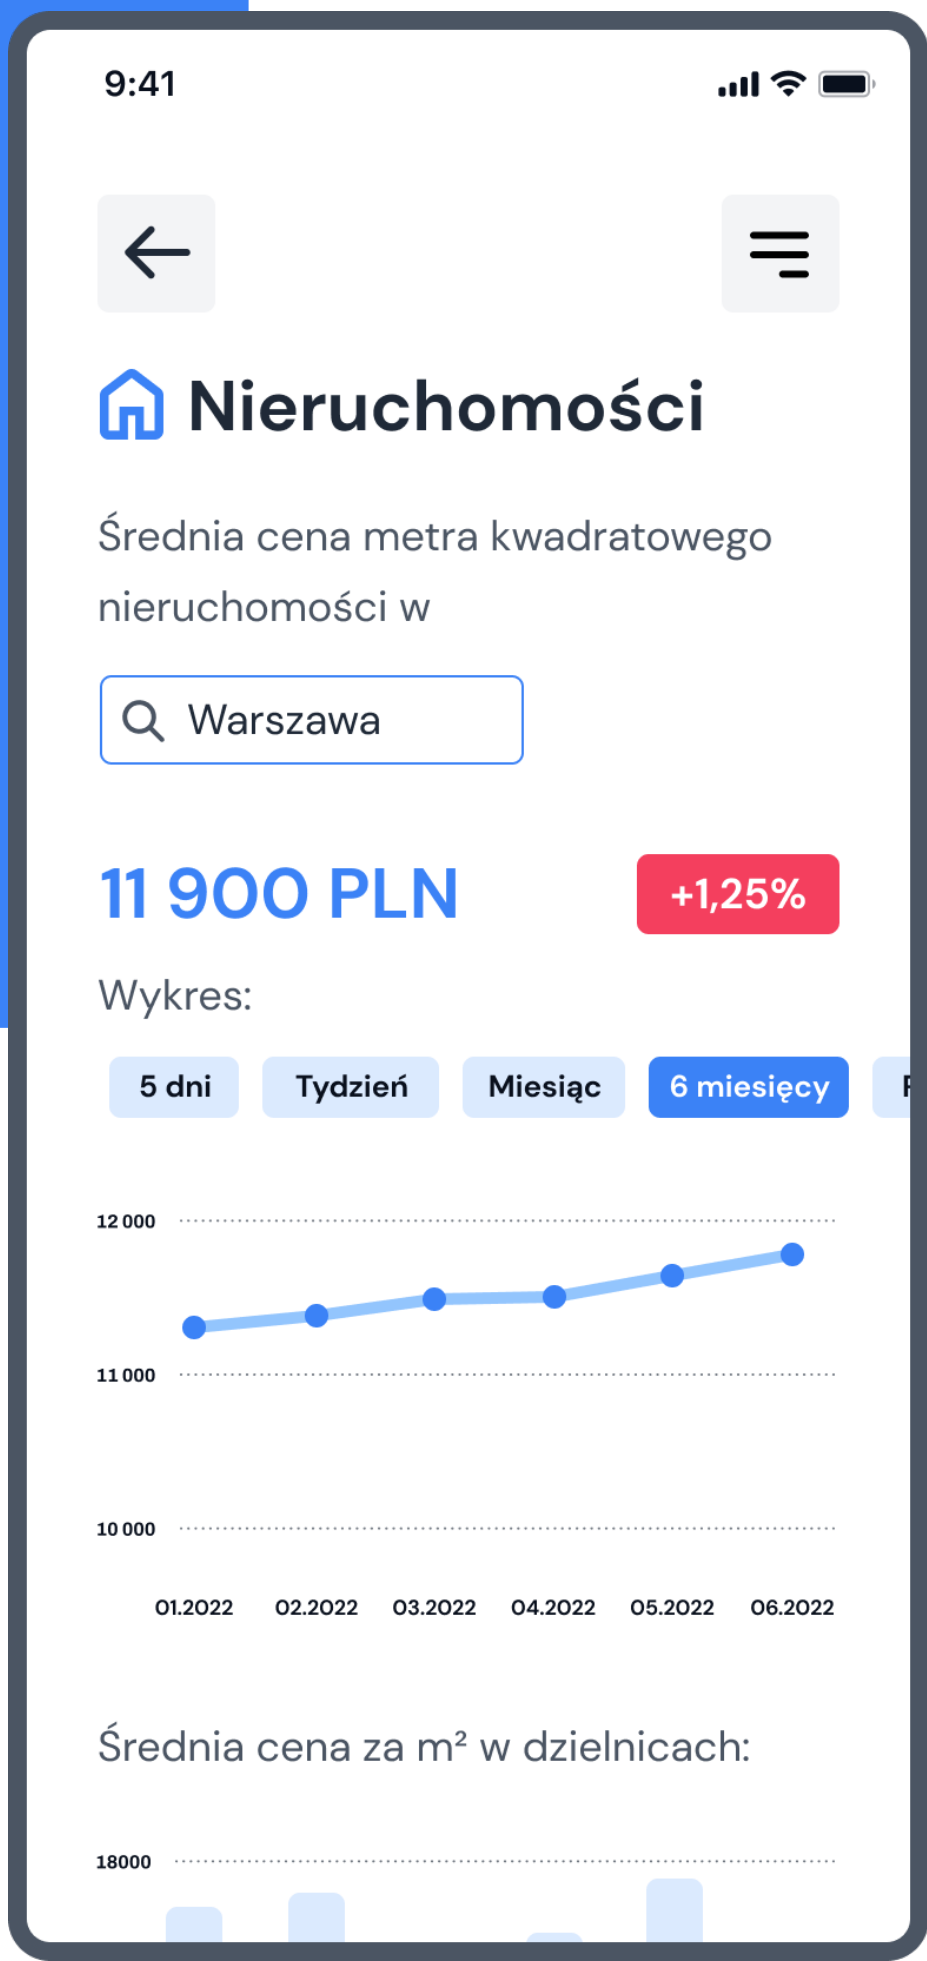 9:41
Nieruchomości
Średnia cena metra kwadratowego
nieruchomości w
Warszawa
11 900 PLN
+1,25%
Wykres:
5 dni
Tydzień
Miesiąc
6 miesięcy
12 000
11 000
10 000
01.2022 02.2022 03.2022 04.2022 05.2022 06.2022
Średnia cena za m² w dzielnicach:
18000